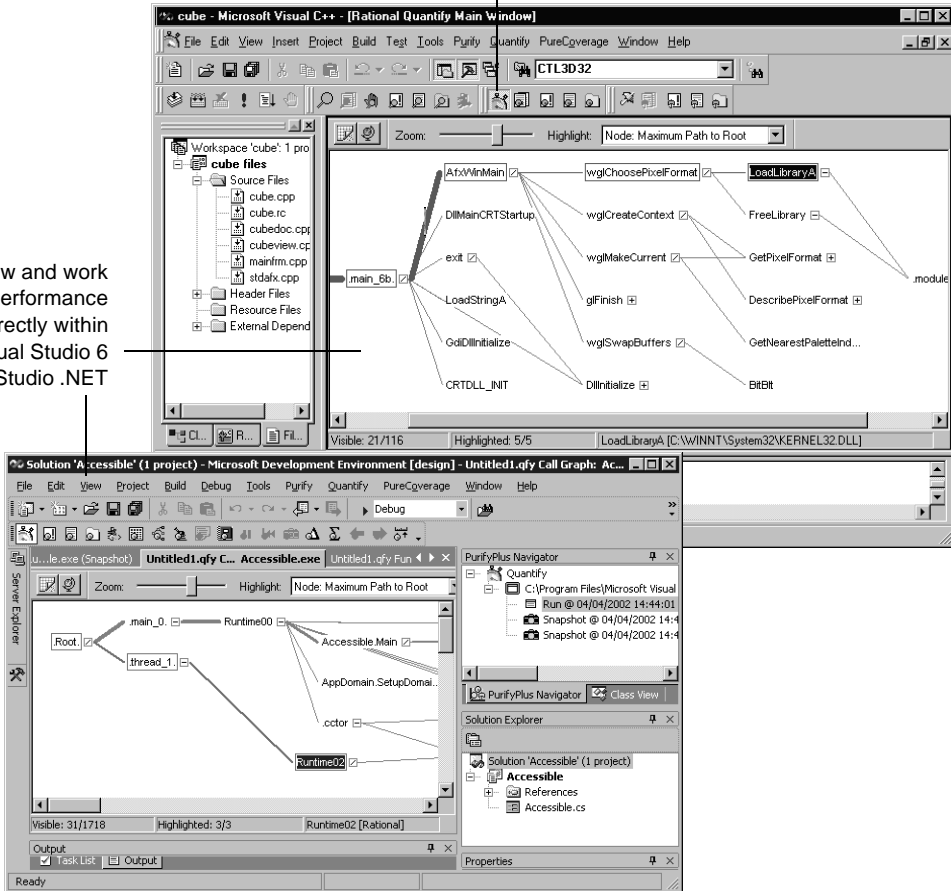 cube - Microsoft Visual C++ - [Rational Quantify Main Window]
File Edit View Insert Project Build Test Tools Purify Quantify PureCoverage Window Help
CTL3D32
Zoom: Highlight: Node: Maximum Path to Root
Workspace 'cube': 1 pro
cube files
Source Files
cube.cpp
cube.rc
cubedoc.cpp
cubeview.cp
mainfrm.cpp
stdafx.cpp
Header Files
Resource Files
External Depend
Cl... R... Fil...
AfxWinMain wglChoosePixelFormat LoadLibraryA
DllMainCRTStartup wglCreateContext FreeLibrary
exit wglMakeCurrent GetPixelFormat
.main_6b. .module
LoadStringA glFinish DescribePixelFormat
GdiDllInitialize wglSwapBuffers GetNearestPaletteInd...
CRTDLL_INIT DllInitialize BitBlt
Visible: 21/116 Highlighted: 5/5 LoadLibraryA [C:\WINNT\System32\KERNEL32.DLL]
w and work
erformance
rectly within
ual Studio 6
Studio .NET
Solution 'Accessible' (1 project) - Microsoft Development Environment [design] - Untitled1.qfy Call Graph: Ac...
File Edit View Project Build Debug Tools Purify Quantify PureCoverage Window Help
Debug
Server Explorer
u...le.exe (Snapshot) Untitled1.qfy C... Accessible.exe Untitled1.qfy Fun
Zoom: Highlight: Node: Maximum Path to Root
.main_0. Runtime00
.Root. Accessible.Main
.thread_1.
AppDomain.SetupDomai..
.cctor
Runtime02
Visible: 31/1718 Highlighted: 3/3 Runtime02 [Rational]
Output
Task List Output
Ready
PurifyPlus Navigator
Quantify
C:\Program Files\Microsoft Visual
Run @ 04/04/2002 14:44:01
Snapshot @ 04/04/2002 14:4
Snapshot @ 04/04/2002 14:4
PurifyPlus Navigator Class View
Solution Explorer
Solution 'Accessible' (1 project)
Accessible
References
Accessible.cs
Properties